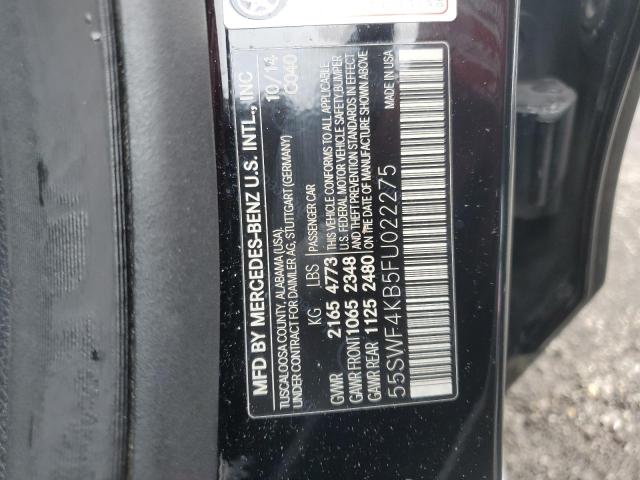 MFD BY MERCEDES-BENZ U.S. INTL., INC 10/14
TUSCALOOSA COUNTY, ALABAMA (USA) C040
UNDER CONTRACT FOR DAIMLER AG, STUTTGART (GERMANY)
KG LBS PASSENGER CAR
GVWR 2165 4773 THIS VEHICLE CONFORMS TO ALL APPLICABLE
GAWR FRONT 1065 2348 U.S. FEDERAL MOTOR VEHICLE SAFETY, BUMPER
GAWR REAR 1125 2480 AND THEFT PREVENTION STANDARDS IN EFFECT
ON THE DATE OF MANUFACTURE SHOWN ABOVE
55SWF4KB5FU022275 MADE IN USA